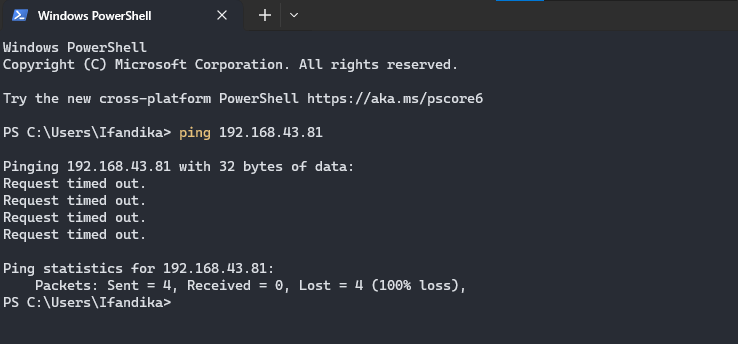 Windows PowerShell
Windows PowerShell
Copyright (C) Microsoft Corporation. All rights reserved.
Try the new cross-platform PowerShell https://aka.ms/pscore6
PS C:\Users\Ifandika> ping 192.168.43.81
Pinging 192.168.43.81 with 32 bytes of data:
Request timed out.
Request timed out.
Request timed out.
Request timed out.
Ping statistics for 192.168.43.81:
    Packets: Sent = 4, Received = 0, Lost = 4 (100% loss),
PS C:\Users\Ifandika>